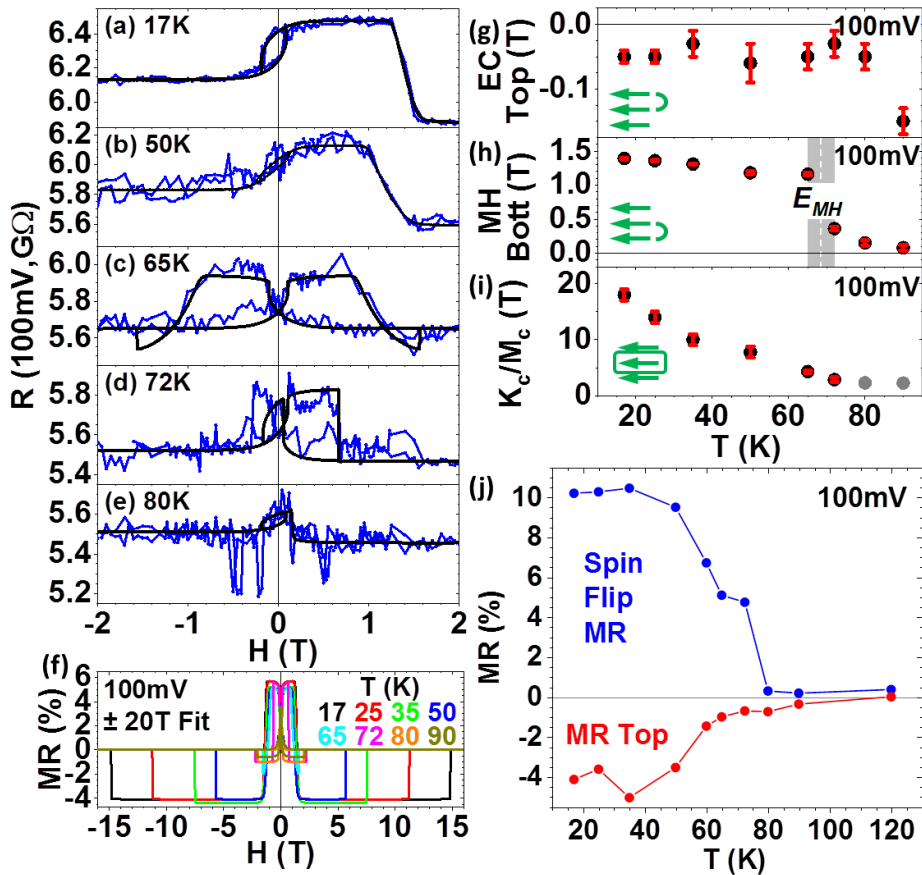 (a) 17K
6.4
6.2
6.0
(b) 50K
6.2
6.0
5.8
5.6
(c) 65K
6.0
5.8
5.6
(d) 72K
5.8
5.6
5.4
(e) 80K
5.6
5.4
5.2
R (100mV, GΩ)
-2 -1 0 1 2
H (T)
(f)
6
4
2
0
-2
-4
MR (%)
100mV
± 20T Fit
T (K)
17 25 35 50
65 72 80 90
-15 -10 -5 0 5 10 15
H (T)
(g)
EC
Top (T)
0.0
-0.1
100mV
(h)
MH
Bott (T)
1.5
1.0
0.5
0.0
100mV
E_MH
(i)
K_c/M_c (T)
20
10
0
100mV
20 40 60 80
T (K)
(j)
100mV
MR (%)
10
8
6
4
2
0
-2
-4
Spin
Flip
MR
MR Top
20 40 60 80 100 120
T (K)